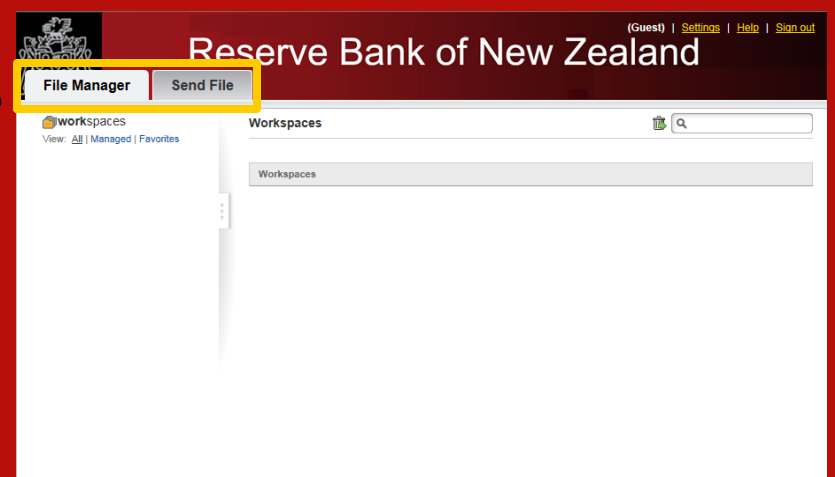 (Guest) | Settings | Help | Sign out
Reserve Bank of New Zealand
File Manager Send File
workspaces
View: All | Managed | Favorites
Workspaces
Workspaces